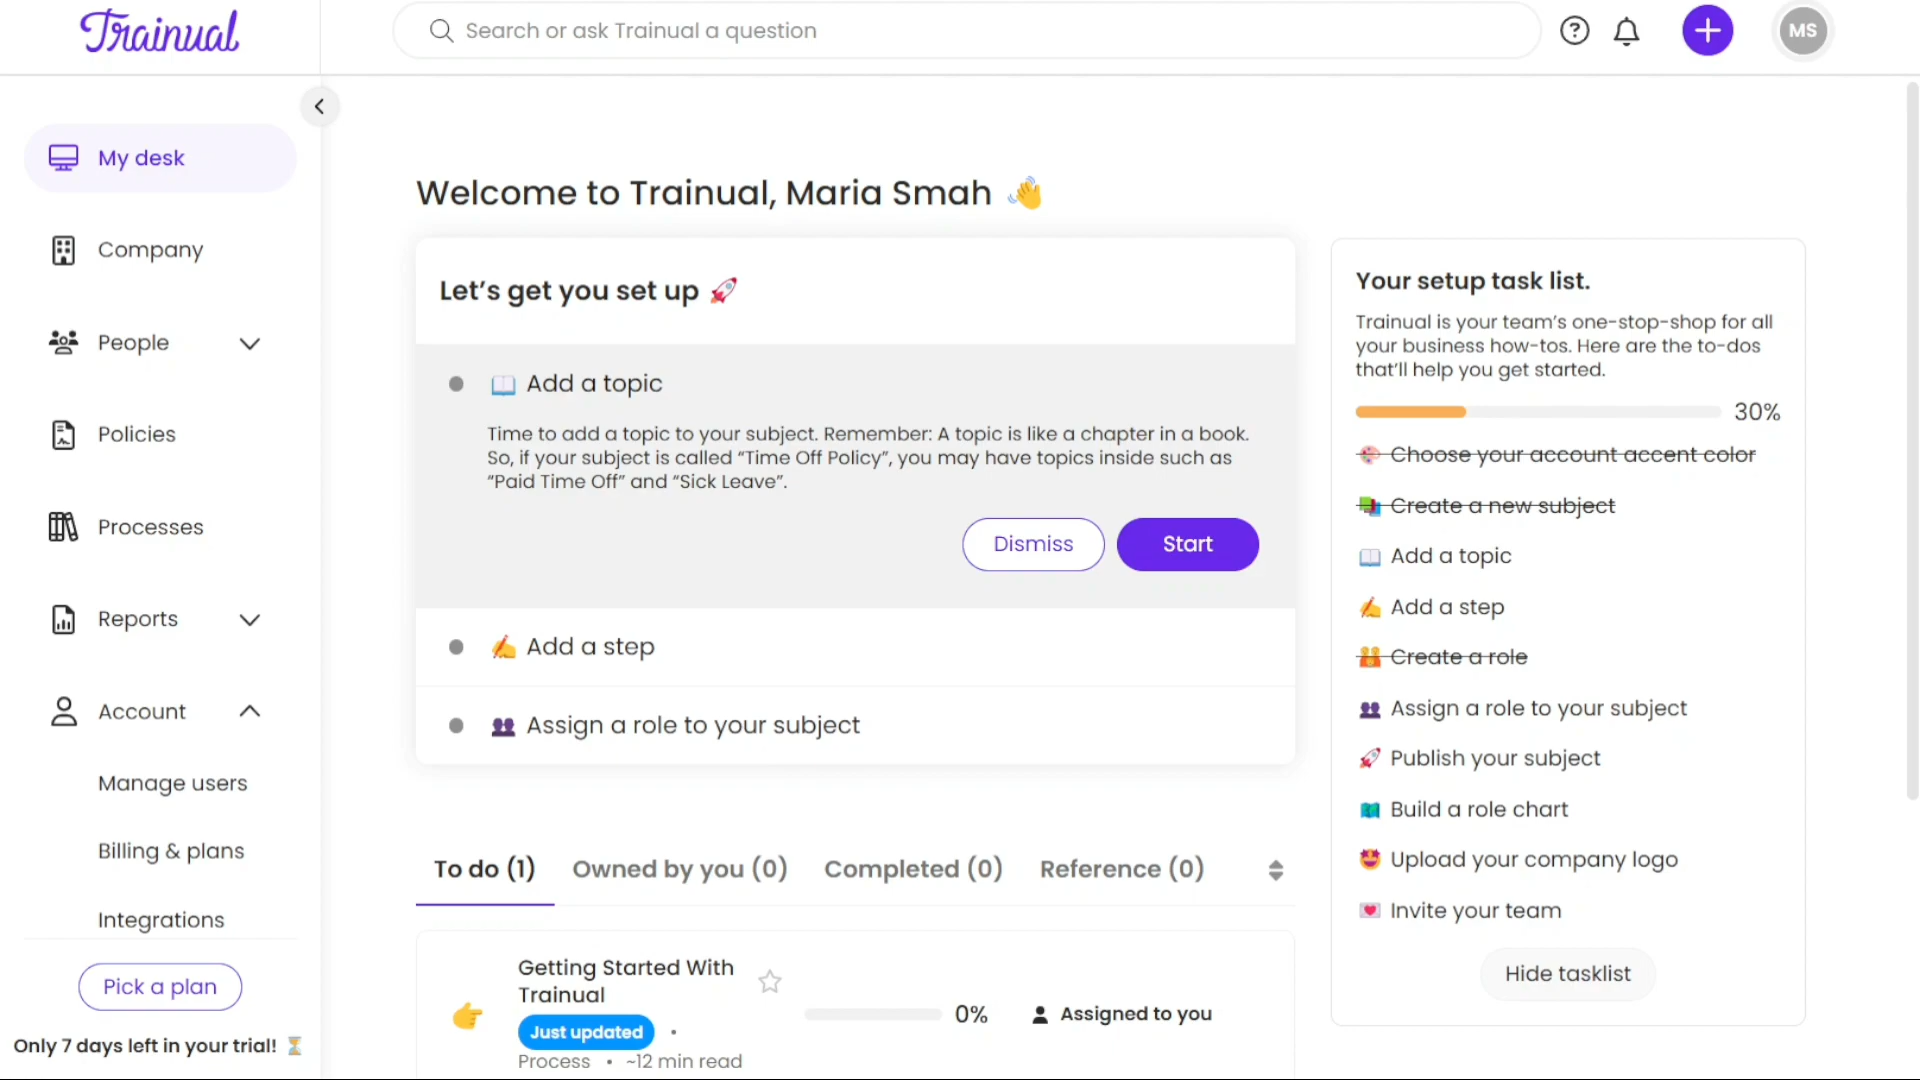 Trainual
Search or ask Trainual a question
MS
My desk
Company
People
Policies
Processes
Reports
Account
Manage users
Billing & plans
Integrations
Pick a plan
Only 7 days left in your trial!
Welcome to Trainual, Maria Smah
Let's get you set up
Add a topic
Time to add a topic to your subject. Remember: A topic is like a chapter in a book.
So, if your subject is called “Time Off Policy”, you may have topics inside such as
“Paid Time Off” and “Sick Leave”.
Dismiss
Start
Add a step
Assign a role to your subject
To do (1)
Owned by you (0)
Completed (0)
Reference (0)
Getting Started With
Trainual
Just updated •
Process • ~12 min read
0%
Assigned to you
Your setup task list.
Trainual is your team's one-stop-shop for all
your business how-tos. Here are the to-dos
that'll help you get started.
30%
Choose your account accent color
Create a new subject
Add a topic
Add a step
Create a role
Assign a role to your subject
Publish your subject
Build a role chart
Upload your company logo
Invite your team
Hide tasklist